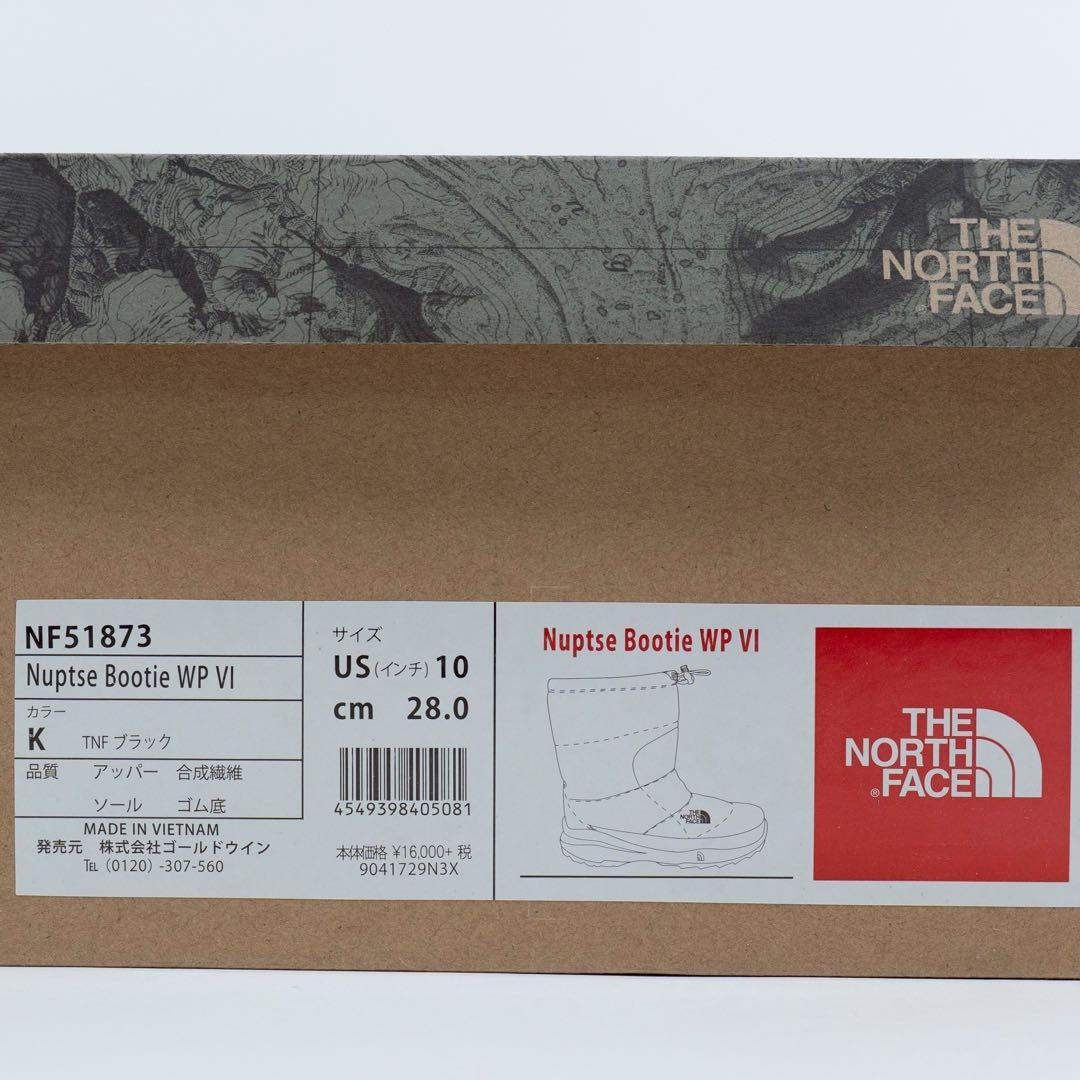 THE
NORTH
FACE
®
NF51873
Nuptse Bootie WP VI
カラー
K TNF ブラック
品質 アッパー 合成繊維
ソール ゴム底
MADE IN VIETNAM
発売元 株式会社ゴールドウイン
TEL (0120) -307-560
サイズ
US (インチ) 10
cm 28.0
4549398405081
本体価格 ¥16,000+ 税
9041729N3X
Nuptse Bootie WP VI
THE
NORTH
FACE
THE
NORTH
FACE
®